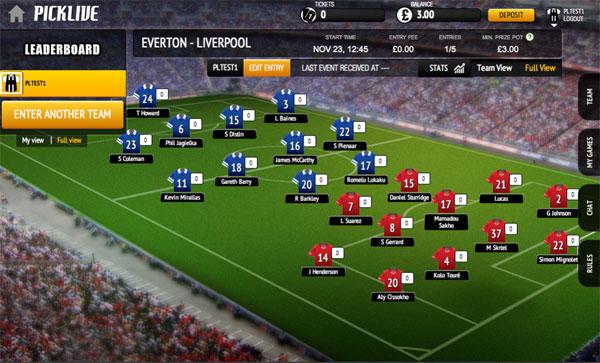 PICKLIVE
TICKETS
0
BALANCE
£ 3.00
DEPOSIT
PLTEST1
LOGOUT
LEADERBOARD
EVERTON - LIVERPOOL
START TIME
NOV 23, 12:45
ENTRY FEE
£0.00
ENTRIES
1/5
MIN. PRIZE POT ?
£3.00
PLTEST1
EDIT ENTRY
LAST EVENT RECEIVED AT ---
STATS
Team View
Full View
PLTEST1
ENTER ANOTHER TEAM
My view | Full view
TEAM
MY GAMES
CHAT
RULES
24 0
T Howard
3 0
L Baines
6 0
Phil Jagielka
15 0
S Distin
23 0
S Coleman
22 0
S Pienaar
16 0
James McCarthy
18 0
Gareth Barry
17 0
Romelu Lukaku
11 0
Kevin Mirallas
20 0
R Barkley
15 0
Daniel Sturridge
21 0
Lucas
2 0
G Johnson
7 0
L Suarez
17 0
Mamadou
Sakho
8 0
S Gerrard
37 0
M Skrtel
22 0
Simon Mignolet
14 0
J Henderson
4 0
Kolo Touré
20 0
Aly Cissokho